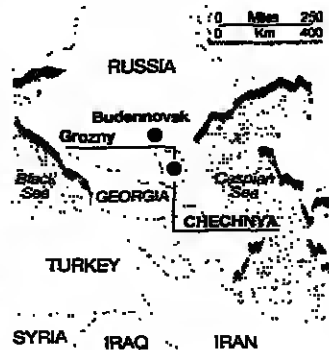 0 Miles 250
0 Km 400
RUSSIA
Budennovsk
Grozny
Black
Sea
Caspian
Sea
GEORGIA
CHECHNYA
TURKEY
SYRIA IRAQ IRAN